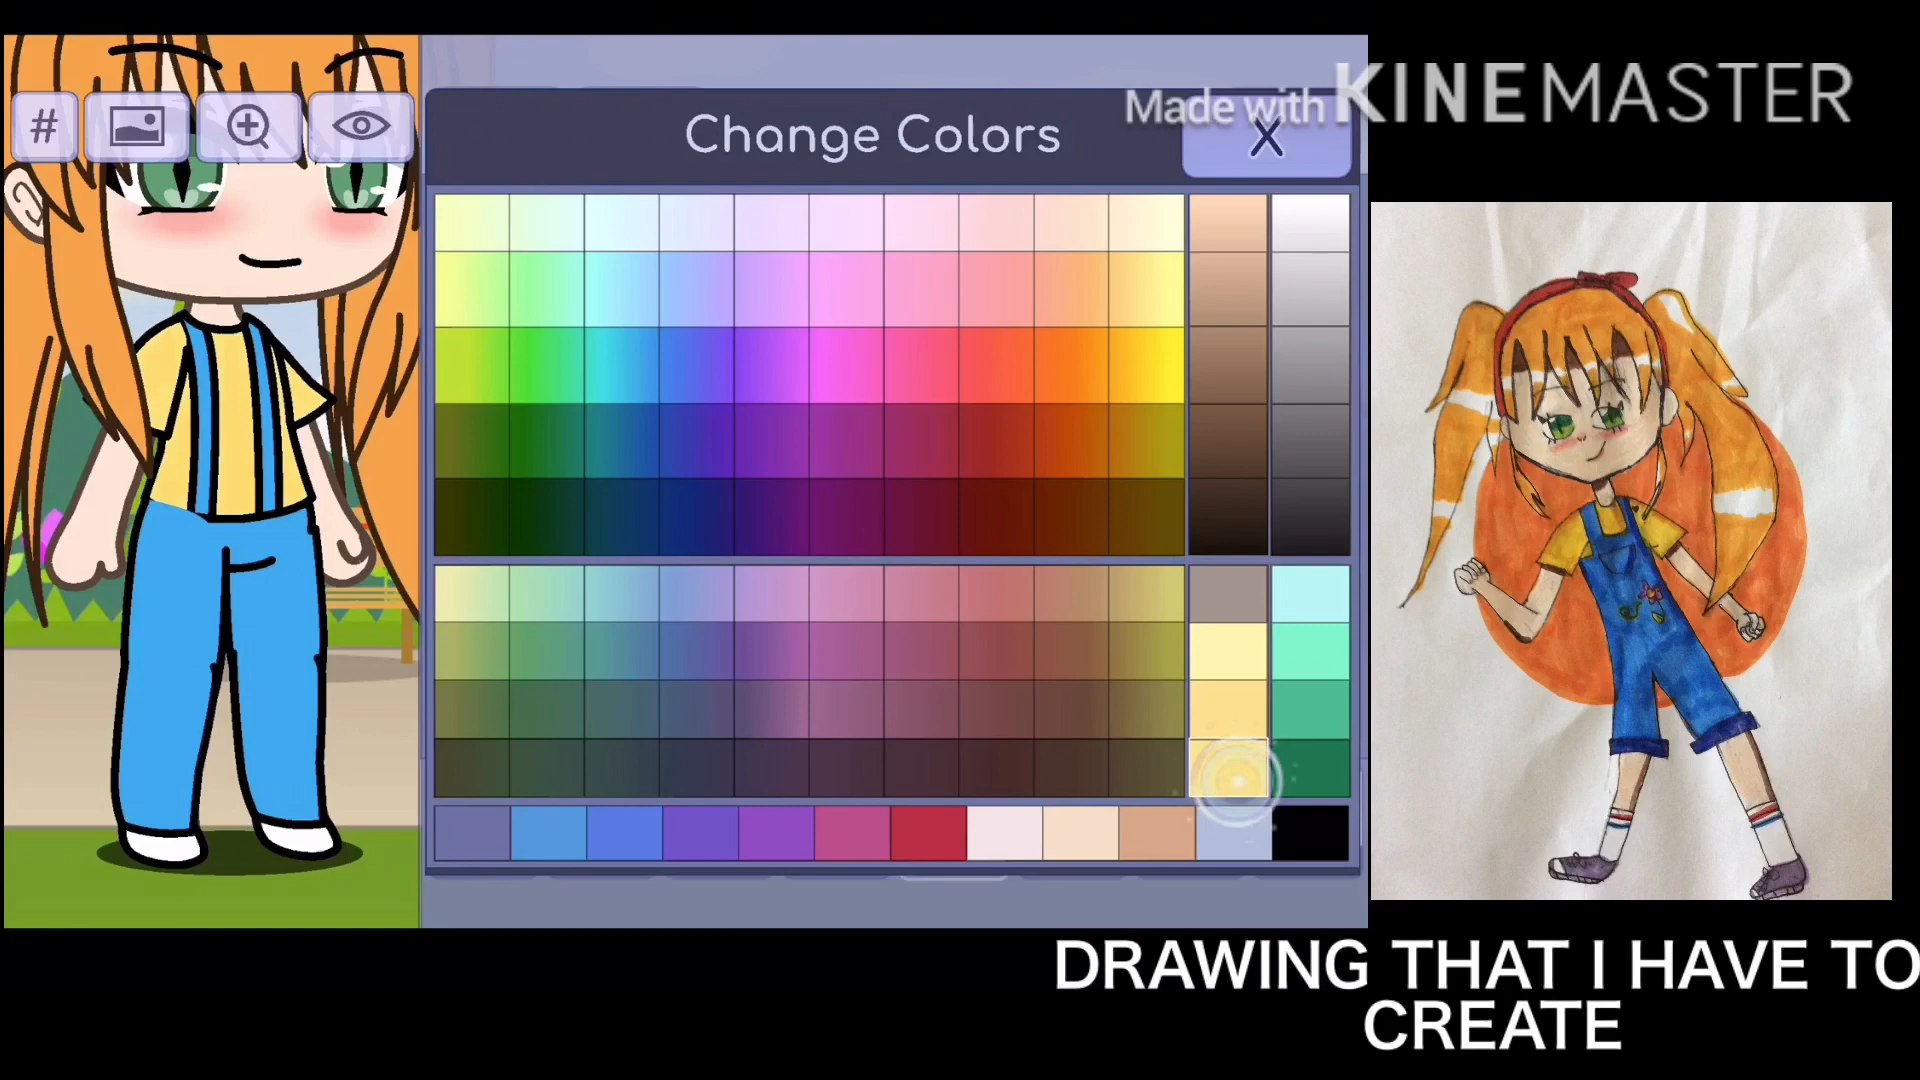 Made with KINEMASTER
#
Change Colors
X
DRAWING THAT I HAVE TO
CREATE